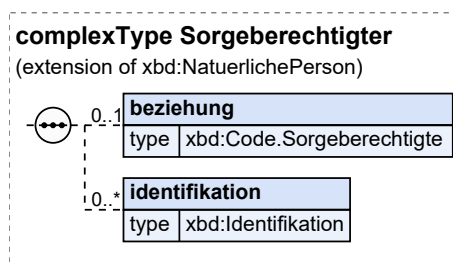 complexType Sorgeberechtigter
(extension of xbd:NatuerlichePerson)
0..1 beziehung
type xbd:Code.Sorgeberechtigte
0..* identifikation
type xbd:Identifikation